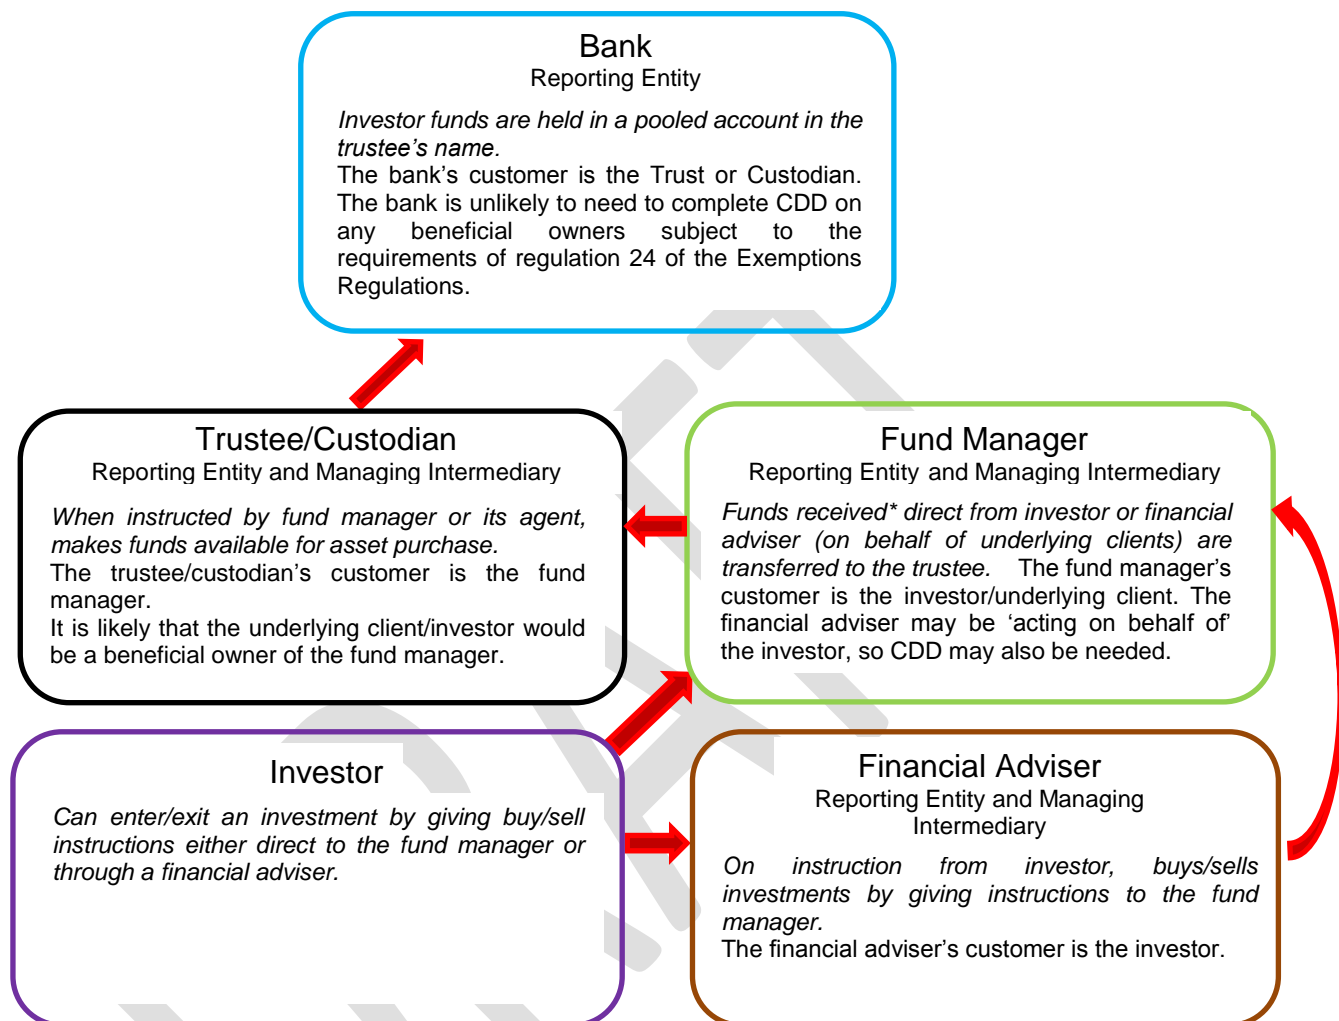 Bank
Reporting Entity
Investor funds are held in a pooled account in the
trustee’s name.
The bank’s customer is the Trust or Custodian.
The bank is unlikely to need to complete CDD on
any beneficial owners subject to the
requirements of regulation 24 of the Exemptions
Regulations.
Trustee/Custodian
Reporting Entity and Managing Intermediary
When instructed by fund manager or its agent,
makes funds available for asset purchase.
The trustee/custodian’s customer is the fund
manager.
It is likely that the underlying client/investor would
be a beneficial owner of the fund manager.
Fund Manager
Reporting Entity and Managing Intermediary
Funds received* direct from investor or financial
adviser (on behalf of underlying clients) are
transferred to the trustee. The fund manager’s
customer is the investor/underlying client. The
financial adviser may be ‘acting on behalf of’
the investor, so CDD may also be needed.
Investor
Can enter/exit an investment by giving buy/sell
instructions either direct to the fund manager or
through a financial adviser.
Financial Adviser
Reporting Entity and Managing
Intermediary
On instruction from investor, buys/sells
investments by giving instructions to the fund
manager.
The financial adviser’s customer is the investor.